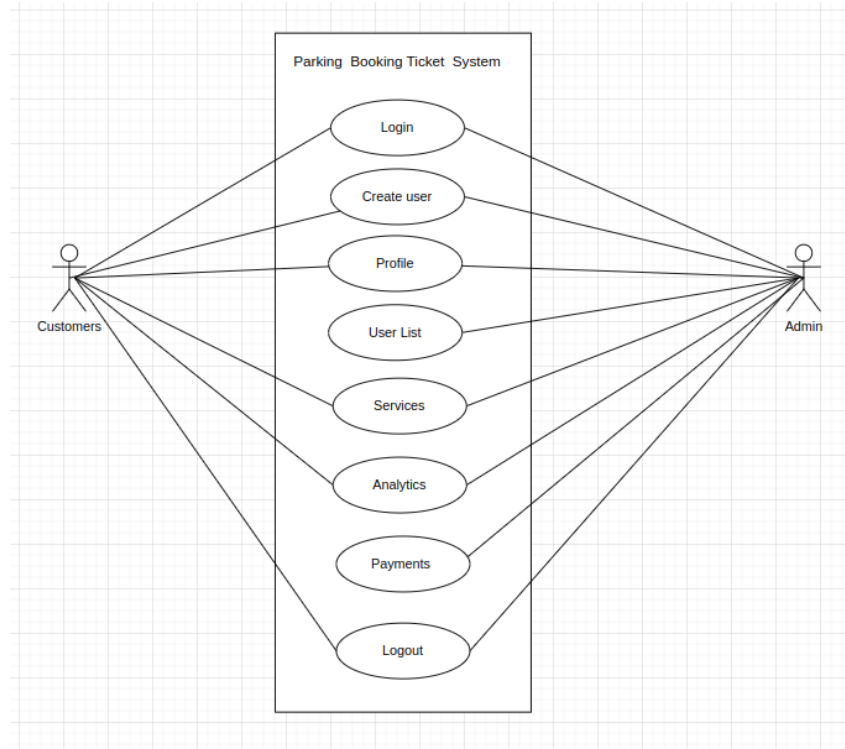 Parking Booking Ticket System
Login
Create user
Profile
User List
Services
Analytics
Payments
Logout
Customers
Admin